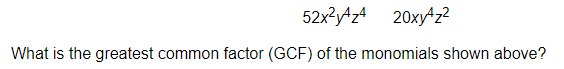 52x²y⁴z⁴ 20xy⁴z²
What is the greatest common factor (GCF) of the monomials shown above?